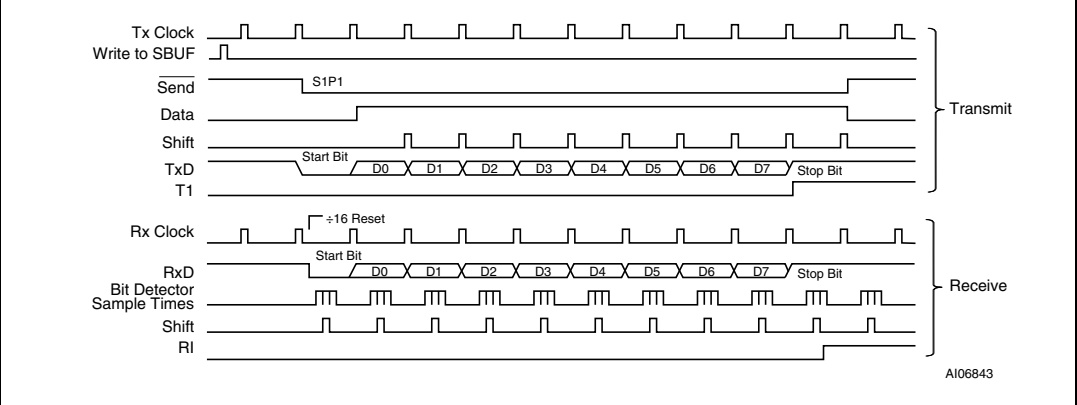 Tx Clock
Write to SBUF
Send S1P1
Data
Transmit
Shift
Start Bit
TxD D0 D1 D2 D3 D4 D5 D6 D7 Stop Bit
T1
÷16 Reset
Rx Clock
Start Bit
RxD D0 D1 D2 D3 D4 D5 D6 D7 Stop Bit
Bit Detector
Sample Times
Receive
Shift
RI
AI06843